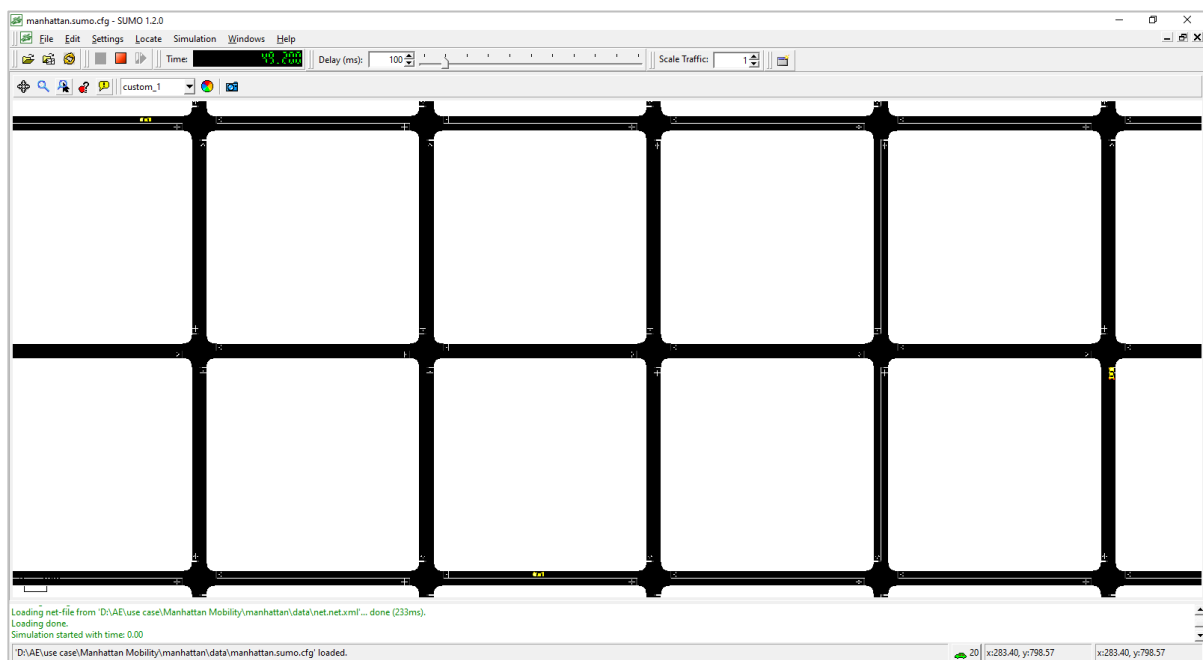 manhattan.sumo.cfg - SUMO 1.2.0
File Edit Settings Locate Simulation Windows Help
Time: 49.200 Delay (ms): 100 Scale Traffic: 1
custom_1
Loading net-file from 'D:\AE\use case\Manhattan Mobility\manhattan\data\net.net.xml'... done (233ms).
Loading done.
Simulation started with time: 0.00
'D:\AE\use case\Manhattan Mobility\manhattan\data\manhattan.sumo.cfg' loaded. 20 x:283.40, y:798.57 x:283.40, y:798.57